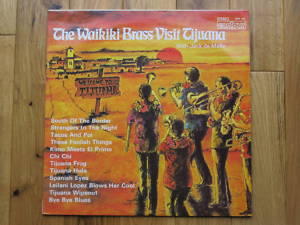 The Waikiki Brass Visit Tijuana
With Jack de Mello
WELCOME TO
TIJUANA
South Of The Border
Strangers In The Night
Tacos And Poi
These Foolish Things
Kimo Meets El Primo
Chi Chi
Tijuana Frog
Tijuana Hula
Spanish Eyes
Leilani Lopez Blows Her Cool
Tijuana Wipeout
Bye Bye Blues